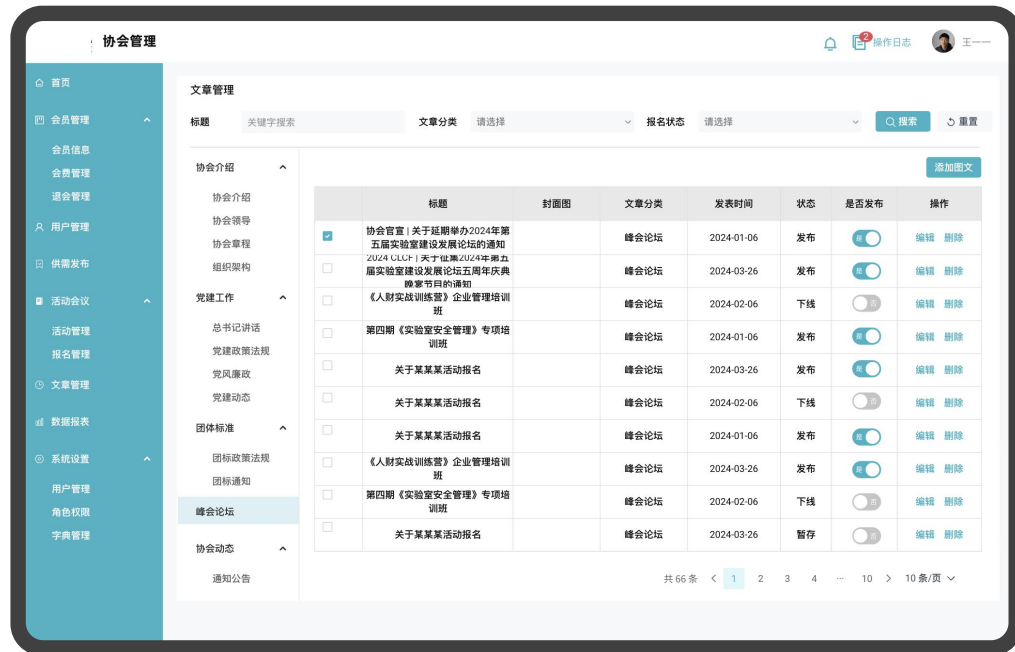 协会管理
2
操作日志
王一一
首页
会员管理
会员信息
会费管理
退会管理
用户管理
供需发布
活动会议
活动管理
报名管理
文章管理
数据报表
系统设置
用户管理
角色权限
字典管理
文章管理
标题 关键字搜索 文章分类 请选择 报名状态 请选择 搜索 重置
协会介绍
协会介绍
协会领导
协会章程
组织架构
党建工作
总书记讲话
党建政策法规
党风廉政
党建动态
团体标准
团标政策法规
团标通知
峰会论坛
协会动态
通知公告
添加图文
标题 封面图 文章分类 发表时间 状态 是否发布 操作
协会官宣 | 关于延期举办2024年第
五届实验室建设发展论坛的通知
峰会论坛 2024-01-06 发布 是 编辑 删除
2024 CLCF | 关于征集2024年第五
届实验室建设发展论坛五周年庆典
晚宴节目的通知
峰会论坛 2024-03-26 发布 是 编辑 删除
《人财实战训练营》企业管理培训
班
峰会论坛 2024-02-06 下线 否 编辑 删除
第四期《实验室安全管理》专项培
训班
峰会论坛 2024-01-06 发布 是 编辑 删除
关于某某某活动报名 峰会论坛 2024-03-26 发布 是 编辑 删除
关于某某某活动报名 峰会论坛 2024-02-06 下线 否 编辑 删除
关于某某某活动报名 峰会论坛 2024-01-06 发布 是 编辑 删除
《人财实战训练营》企业管理培训
班
峰会论坛 2024-03-26 发布 是 编辑 删除
第四期《实验室安全管理》专项培
训班
峰会论坛 2024-02-06 下线 否 编辑 删除
关于某某某活动报名 峰会论坛 2024-03-26 暂存 否 编辑 删除
共 66 条 1 2 3 4 ··· 10 10 条/页